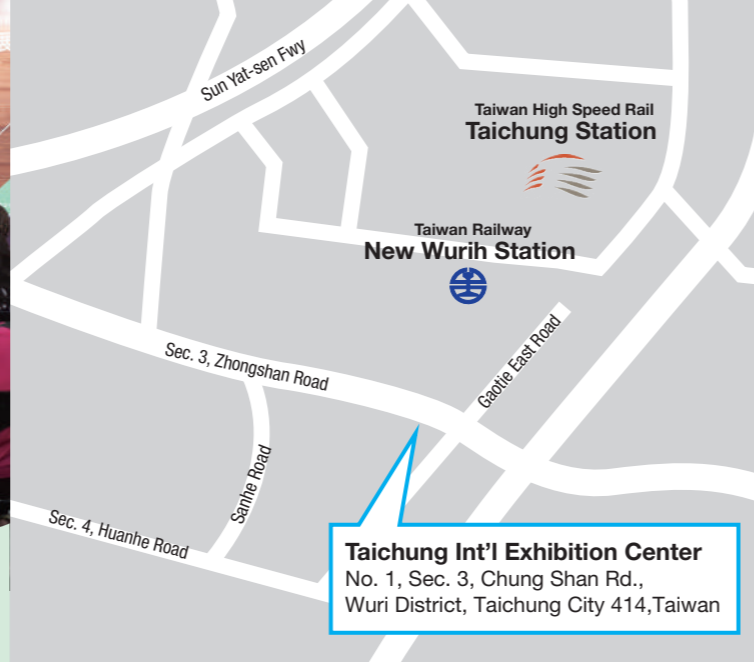 Sun Yat-sen Fwy
Taiwan High Speed Rail
Taichung Station
Taiwan Railway
New Wurih Station
Gaotie East Road
Sec. 3, Zhongshan Road
Sanhe Road
Sec. 4, Huanhe Road
Taichung Int'l Exhibition Center
No. 1, Sec. 3, Chung Shan Rd.,
Wuri District, Taichung City 414,Taiwan